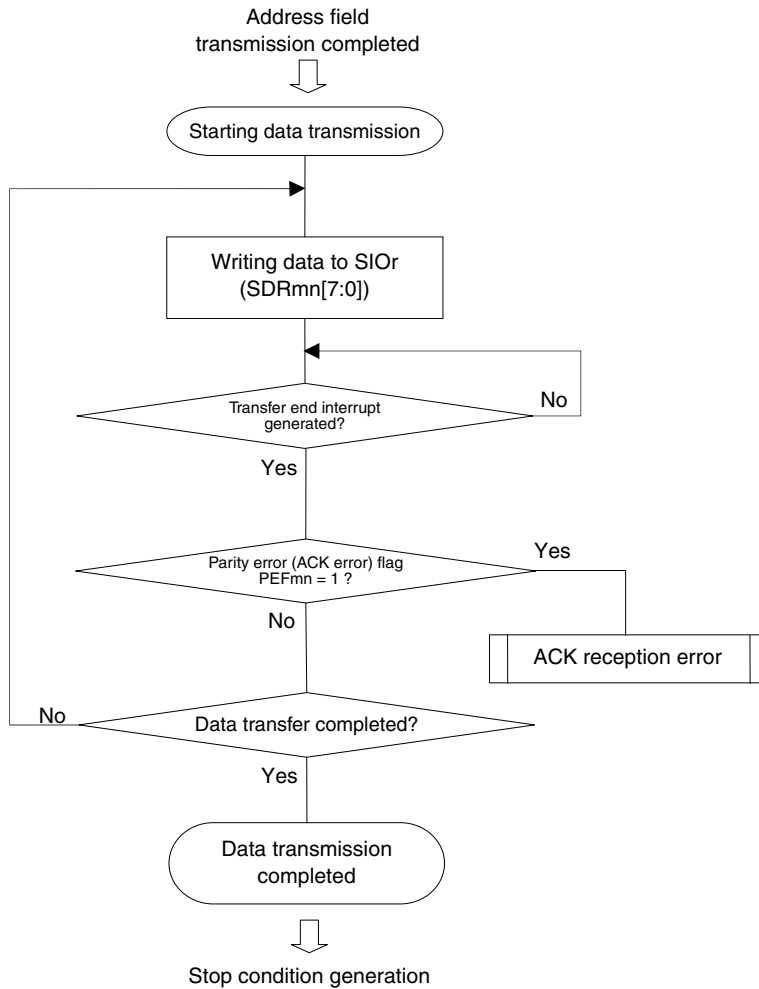 Address field
transmission completed
Starting data transmission
Writing data to SIOr
(SDRmn[7:0])
Transfer end interrupt
generated?
No
Yes
Parity error (ACK error) flag
PEFmn = 1 ?
Yes
No
ACK reception error
Data transfer completed?
No
Yes
Data transmission
completed
Stop condition generation